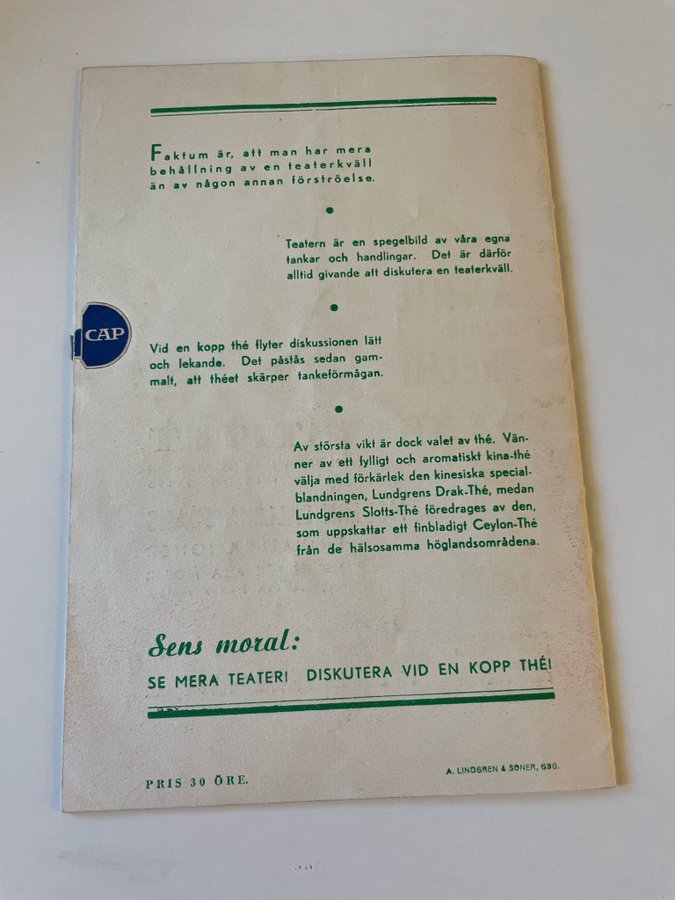 Faktum är, att man har mera
behållning av en teaterkväll
än av någon annan förströelse.
Teatern är en spegelbild av våra egna
tankar och handlingar. Det är därför
alltid givande att diskutera en teaterkväll.
CAP
Vid en kopp thé flyter diskussionen lätt
och lekande. Det påstås sedan gam-
malt, att théet skärper tankeförmågan.
Av största vikt är dock valet av thé. Vän-
ner av ett fylligt och aromatiskt kina-thé
välja med förkärlek den kinesiska special-
blandningen, Lundgrens Drak-Thé, medan
Lundgrens Slotts-Thé föredrages av den,
som uppskattar ett finbladigt Ceylon-Thé
från de hälsosamma höglandsområdena.
Sens moral:
SE MERA TEATER! DISKUTERA VID EN KOPP THÉ!
PRIS 30 ÖRE.
A. LINDGREN & SÖNER, GBG.